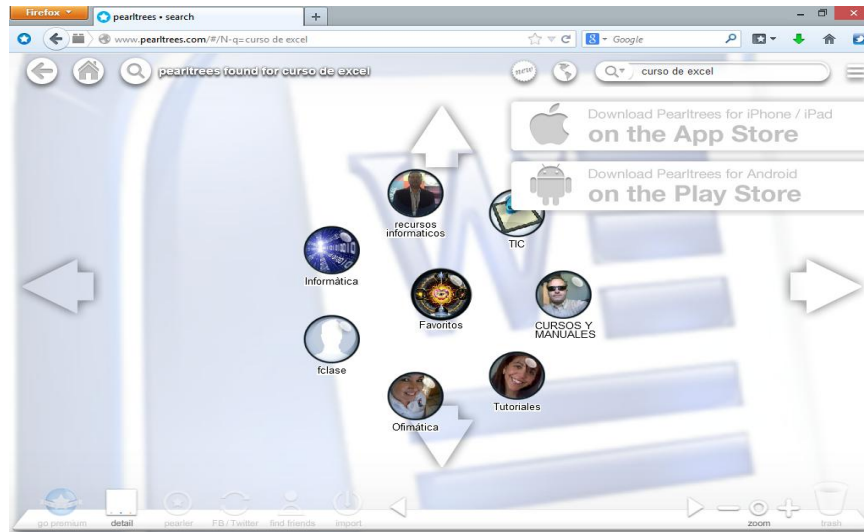 Firefox
pearltrees • search
www.pearltrees.com/#/N-q=curso de excel
Google
pearltrees found for curso de excel
new
curso de excel
Download Pearltrees for iPhone / iPad
on the App Store
Download Pearltrees for Android
on the Play Store
recursos
informaticos
TIC
Informàtica
Favoritos
CURSOS Y
MANUALES
fclase
Tutoriales
Ofimática
go premium
detail
pearler
FB / Twitter
find friends
import
zoom
trash